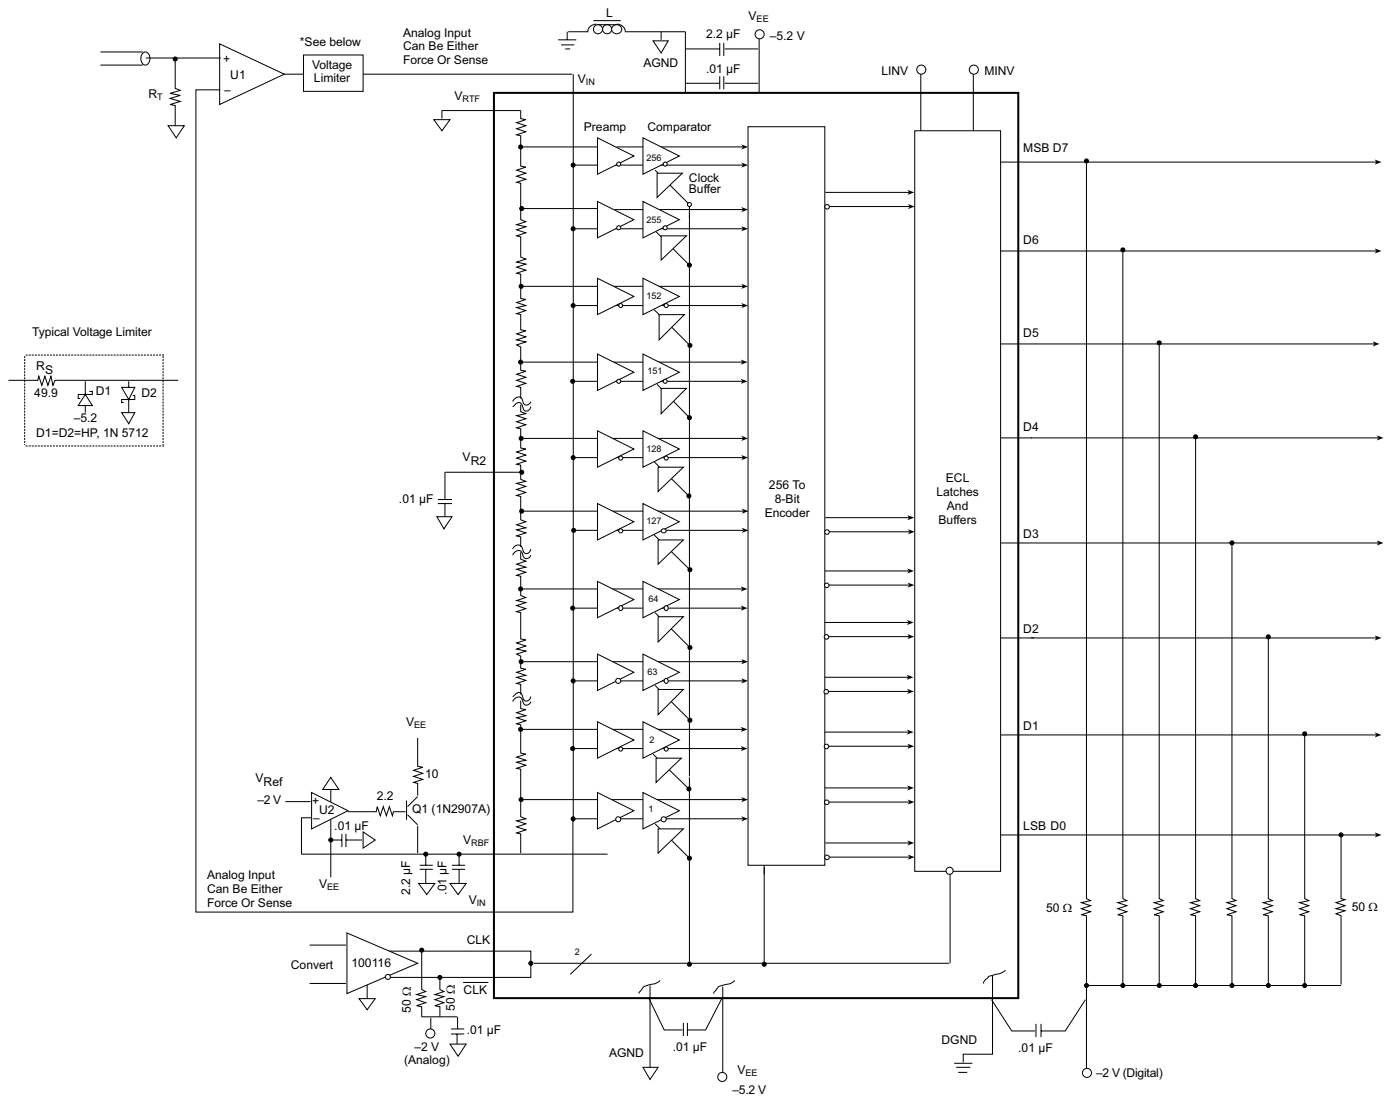 L
V_EE
–5.2 V
2.2 µF
.01 µF
AGND
*See below
Analog Input
Can Be Either
Force Or Sense
+
U1
–
Voltage
Limiter
R_T
V_IN
V_RTF
LINV
MINV
Preamp
Comparator
256
Clock
Buffer
255
152
151
128
127
64
63
2
1
256 To
8-Bit
Encoder
ECL
Latches
And
Buffers
MSB D7
D6
D5
D4
D3
D2
D1
LSB D0
Typical Voltage Limiter
R_S
49.9
D1
D2
–5.2
D1=D2=HP, 1N 5712
V_R2
.01 µF
V_EE
10
V_Ref
–2 V
+
U2
–
2.2
Q1 (1N2907A)
.01 µF
V_EE
V_RBF
2.2 µF
.01 µF
Analog Input
Can Be Either
Force Or Sense
V_IN
50 Ω
50 Ω
Convert
100116
CLK
C̅L̅K̅
2
50 Ω
50 Ω
.01 µF
–2 V
(Analog)
AGND
.01 µF
V_EE
–5.2 V
DGND
.01 µF
–2 V (Digital)